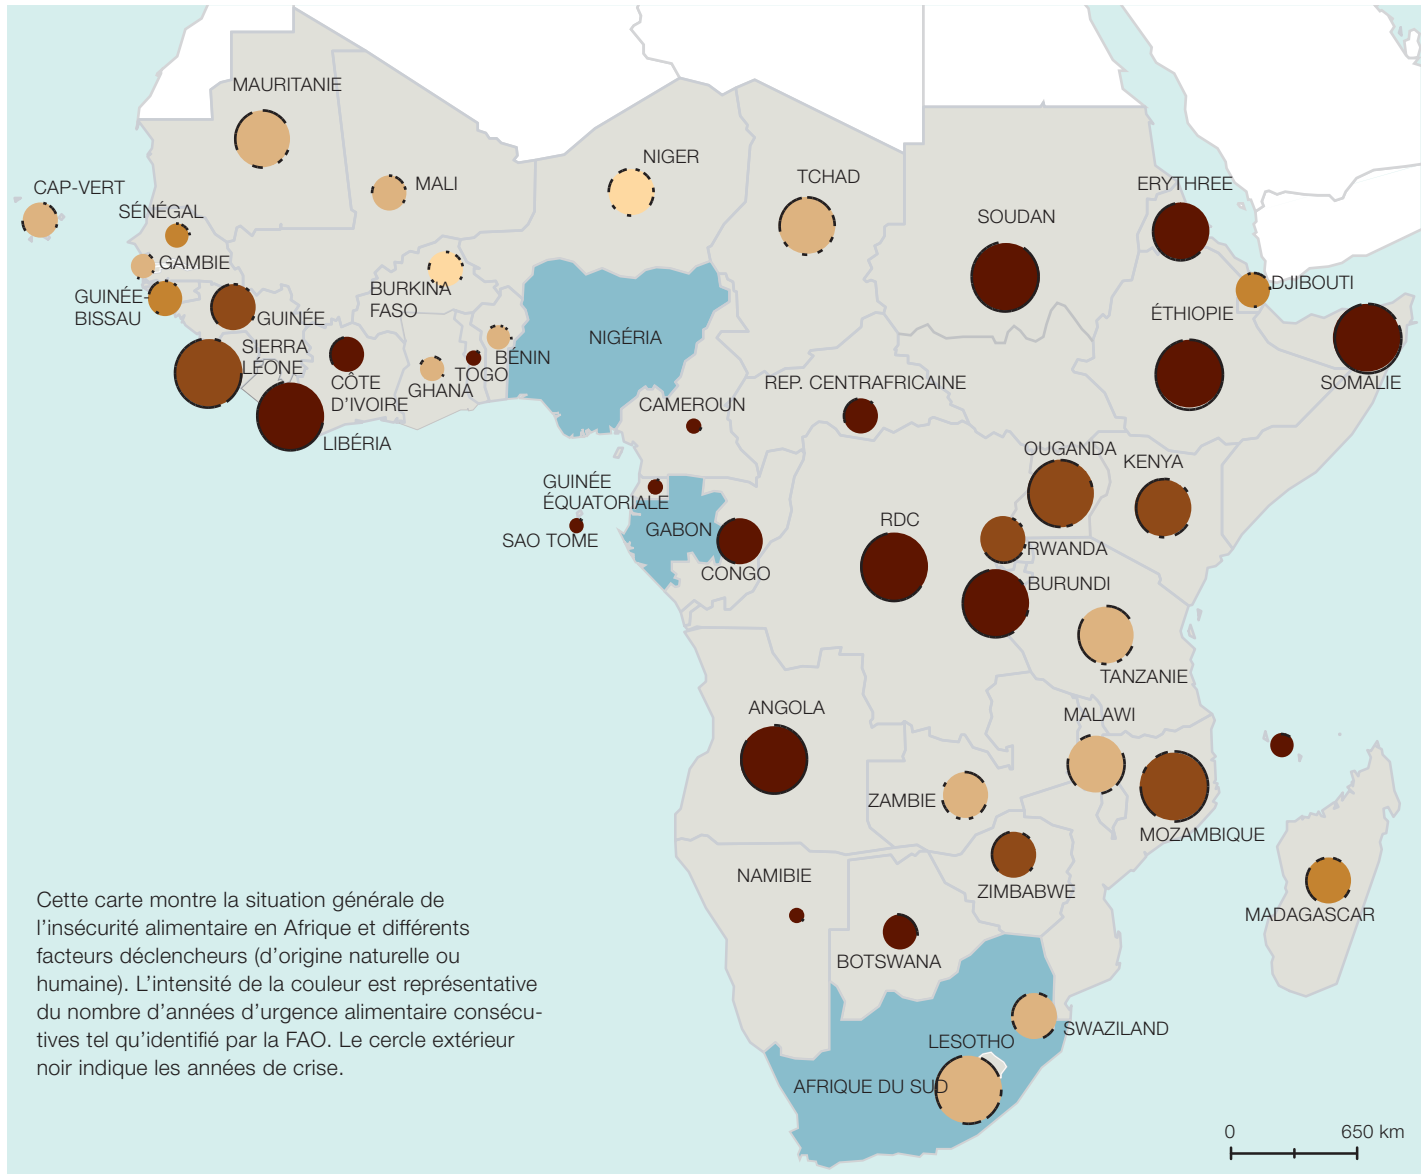 MAURITANIE
NIGER
TCHAD
MALI
CAP-VERT
SÉNÉGAL
ERYTHREE
SOUDAN
GAMBIE
DJIBOUTI
GUINÉE-
BISSAU
BURKINA
FASO
ÉTHIOPIE
GUINÉE
NIGÉRIA
SIERRA
LÉONE
BÉNIN
TOGO
CÔTE
D'IVOIRE
GHANA
REP. CENTRAFRICAINE
SOMALIE
CAMEROUN
LIBÉRIA
OUGANDA
KENYA
GUINÉE
ÉQUATORIALE
RDC
GABON
SAO TOME
RWANDA
CONGO
BURUNDI
TANZANIE
ANGOLA
MALAWI
ZAMBIE
MOZAMBIQUE
NAMIBIE
ZIMBABWE
MADAGASCAR
BOTSWANA
SWAZILAND
LESOTHO
AFRIQUE DU SUD
Cette carte montre la situation générale de
l'insécurité alimentaire en Afrique et différents
facteurs déclencheurs (d'origine naturelle ou
humaine). L'intensité de la couleur est représentative
du nombre d'années d'urgence alimentaire consécu-
tives tel qu'identifié par la FAO. Le cercle extérieur
noir indique les années de crise.
0 650 km